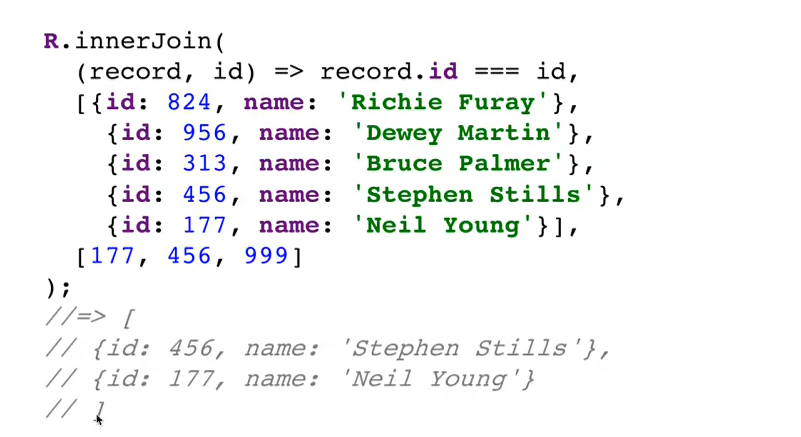 R.innerJoin(
(record, id) => record.id === id,
[{id: 824, name: 'Richie Furay'},
{id: 956, name: 'Dewey Martin'},
{id: 313, name: 'Bruce Palmer'},
{id: 456, name: 'Stephen Stills'},
{id: 177, name: 'Neil Young'}],
[177, 456, 999]
);
//=> [
// {id: 456, name: 'Stephen Stills'},
// {id: 177, name: 'Neil Young'}
// ]